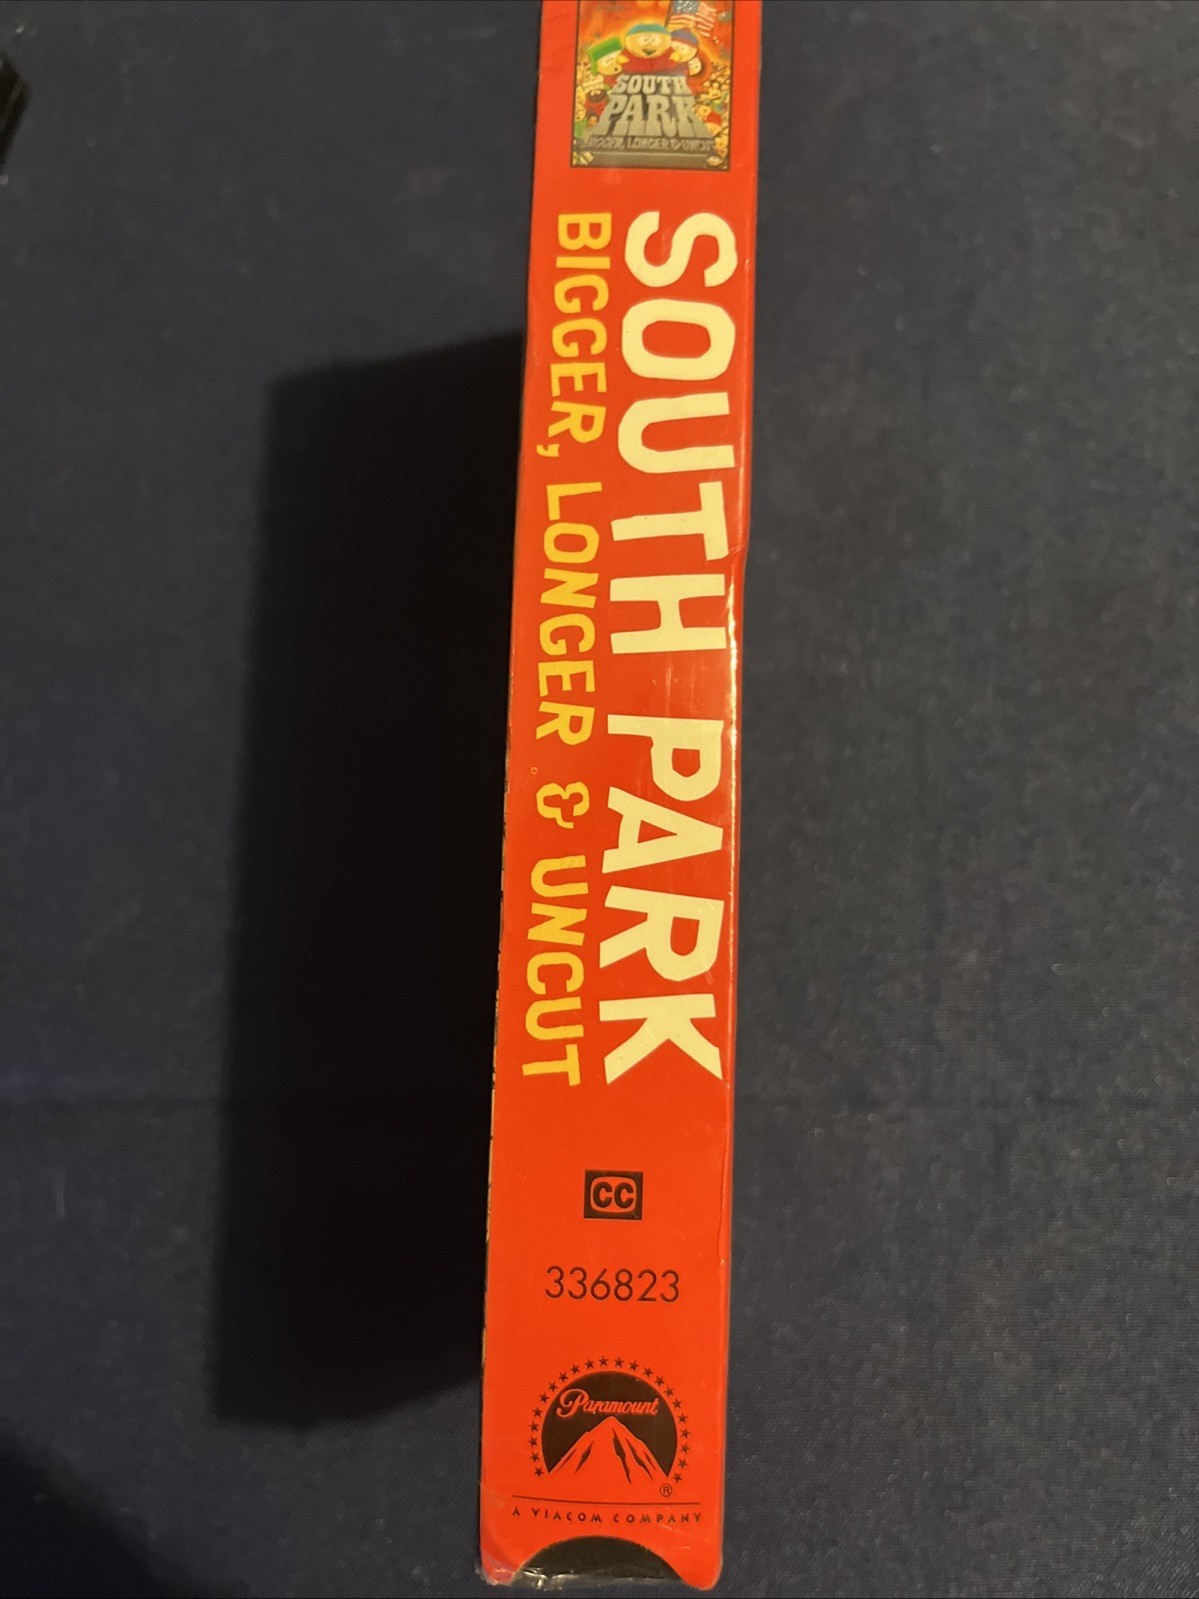 SOUTH
PARK
BIGGER, LONGER & UNCUT
SOUTH PARK
BIGGER, LONGER & UNCUT
CC
336823
Paramount
®
A VIACOM COMPANY